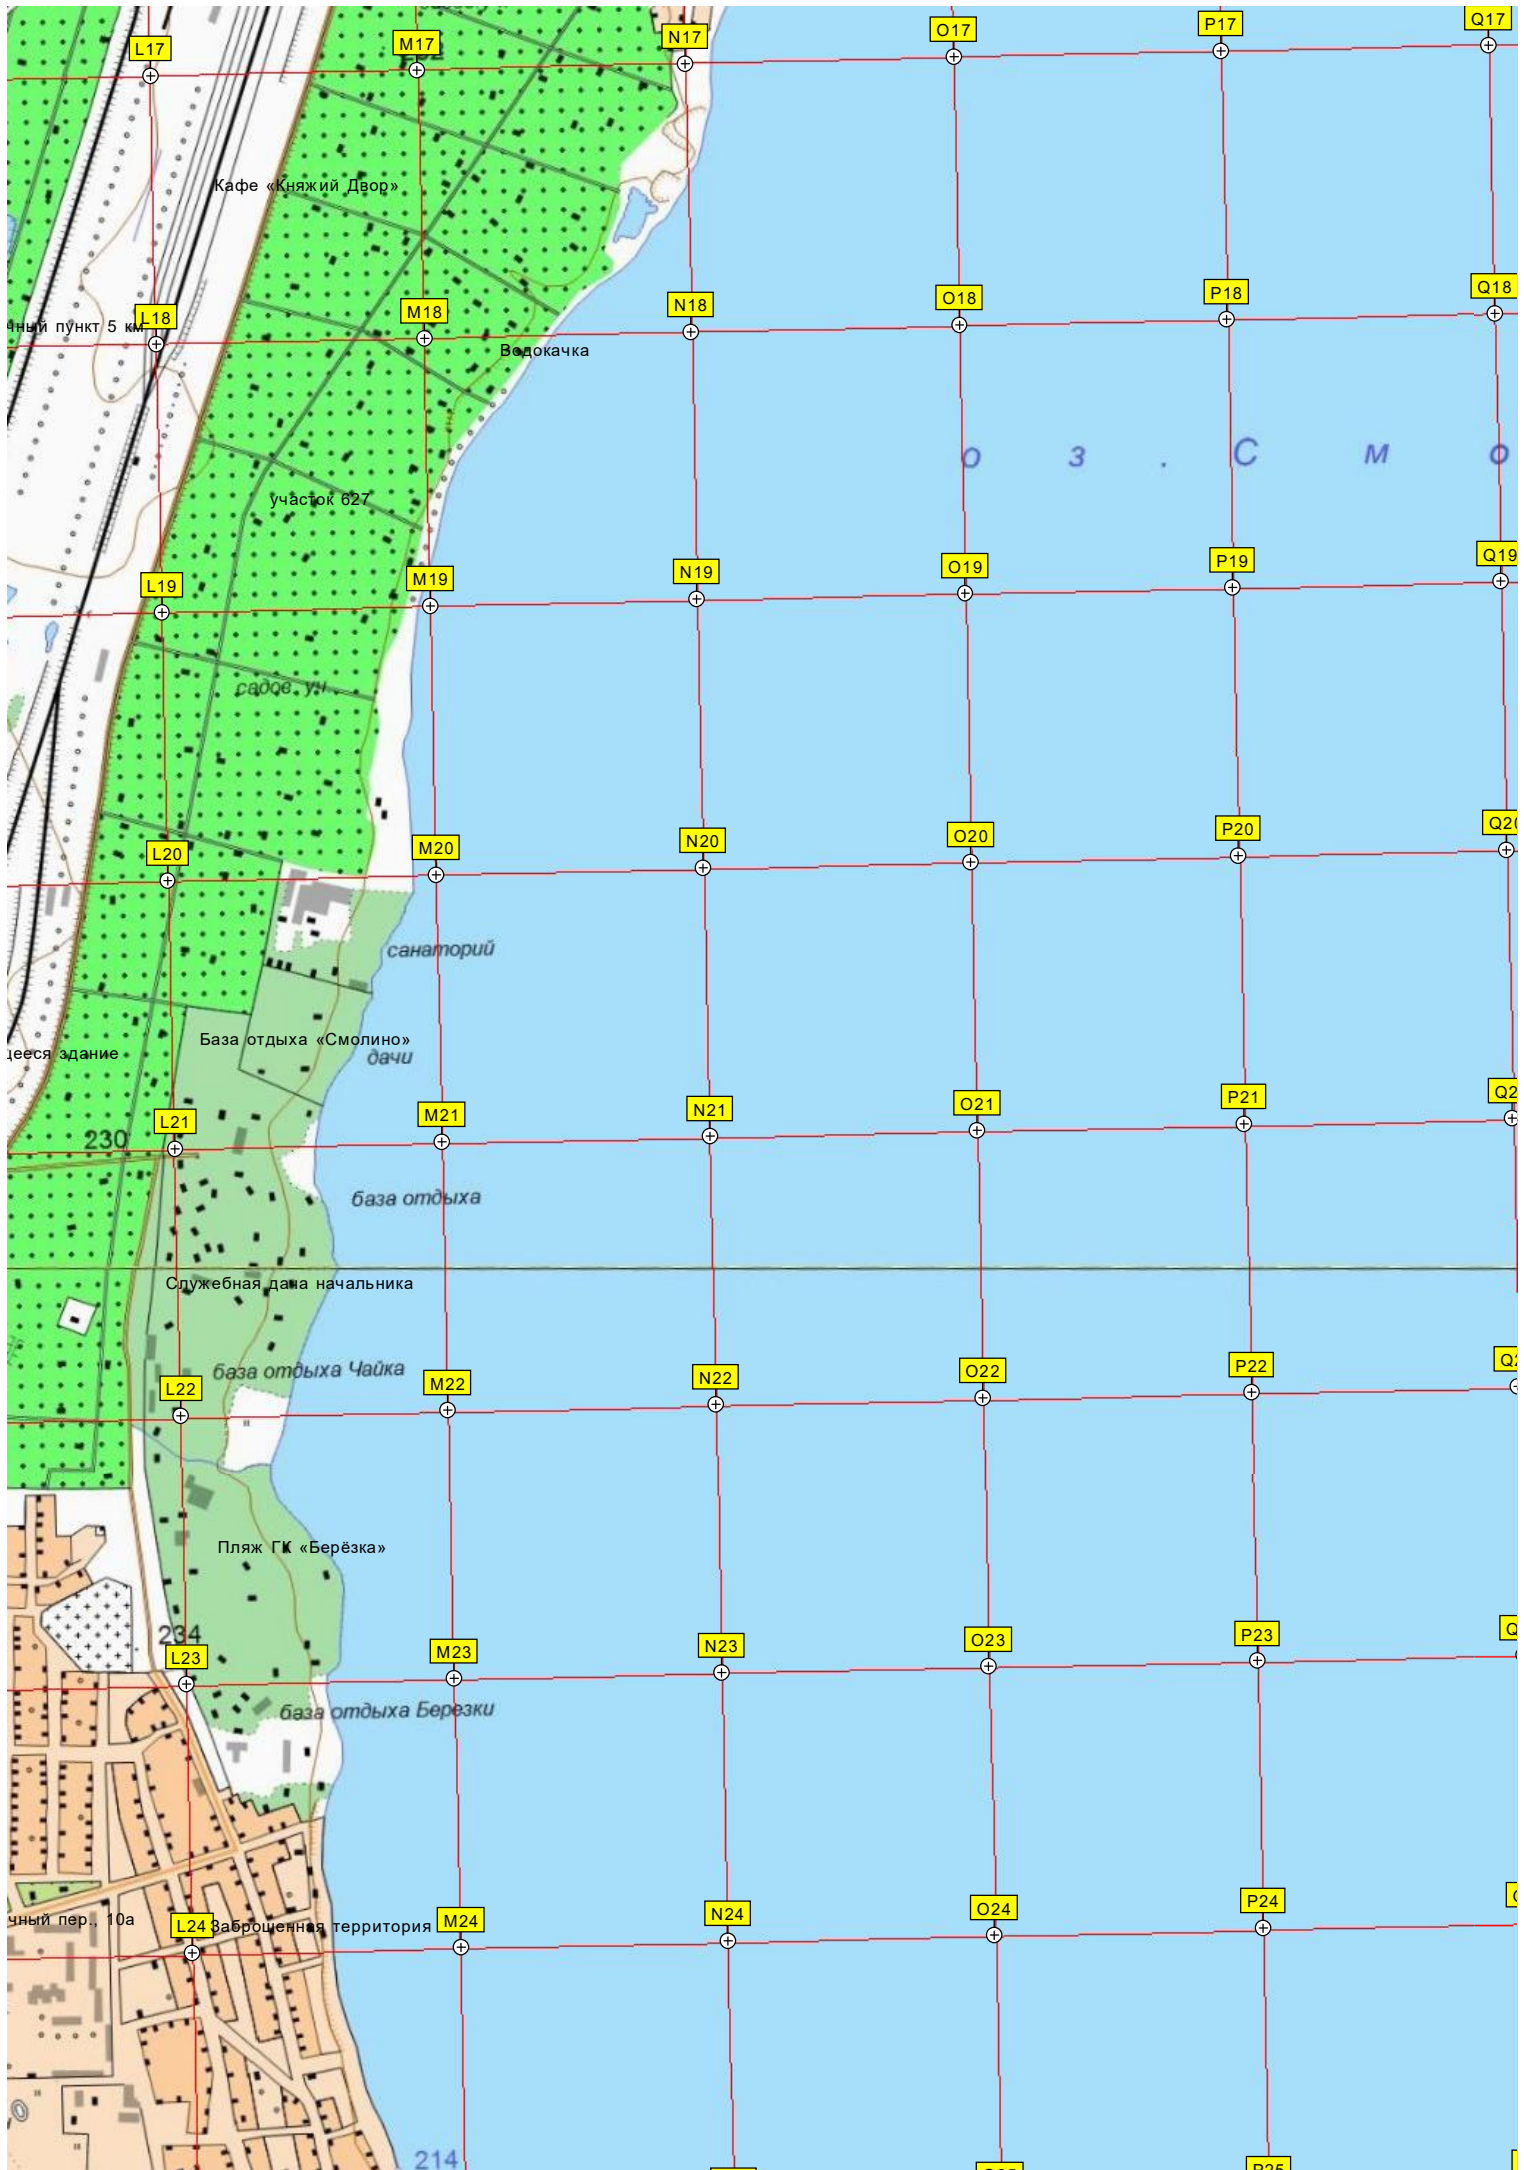 L17
M17
N17
O17
P17
Q17
Кафе «Княжий Двор»
L18
M18
N18
O18
P18
Q18
чный пункт 5 км
Водокачка
о з . С м о
участок 627
L19
M19
N19
O19
P19
Q19
садов. уч.
L20
M20
N20
O20
P20
Q20
санаторий
База отдыха «Смолино»
щееся здание
дачи
L21
M21
N21
O21
P21
Q2
230
база отдыха
Служебная дача начальника
база отдыха Чайка
L22
M22
N22
O22
P22
Q2
Пляж ГК «Берёзка»
234
L23
M23
N23
O23
P23
Q
база отдыха Березки
чный пер., 10а
L24
Заброшенная территория
M24
N24
O24
P24
214
P25